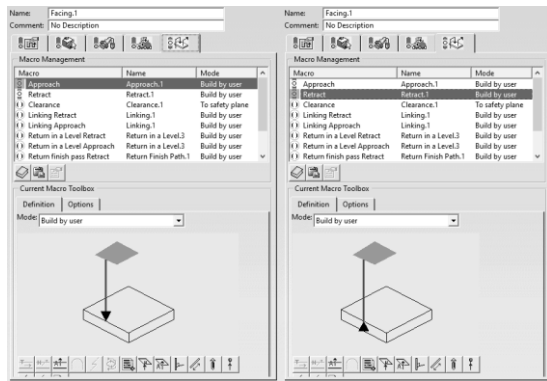 Name: Facing.1
Comment: No Description
Macro Management
Macro Name Mode
Approach Approach.1 Build by user
Retract Retract.1 Build by user
Clearance Clearance.1 To safety plane
Linking Retract Linking.1 Build by user
Linking Approach Linking.1 Build by user
Return in a Level Retract Return in a Level.3 Build by user
Return in a Level Approach Return in a Level.3 Build by user
Return finish pass Retract Return Finish Path.1 Build by user
Current Macro Toolbox
Definition Options
Mode: Build by user
Name: Facing.1
Comment: No Description
Macro Management
Macro Name Mode
Approach Approach.1 Build by user
Retract Retract.1 Build by user
Clearance Clearance.1 To safety plane
Linking Retract Linking.1 Build by user
Linking Approach Linking.1 Build by user
Return in a Level Retract Return in a Level.3 Build by user
Return in a Level Approach Return in a Level.3 Build by user
Return finish pass Retract Return Finish Path.1 Build by user
Current Macro Toolbox
Definition Options
Mode: Build by user